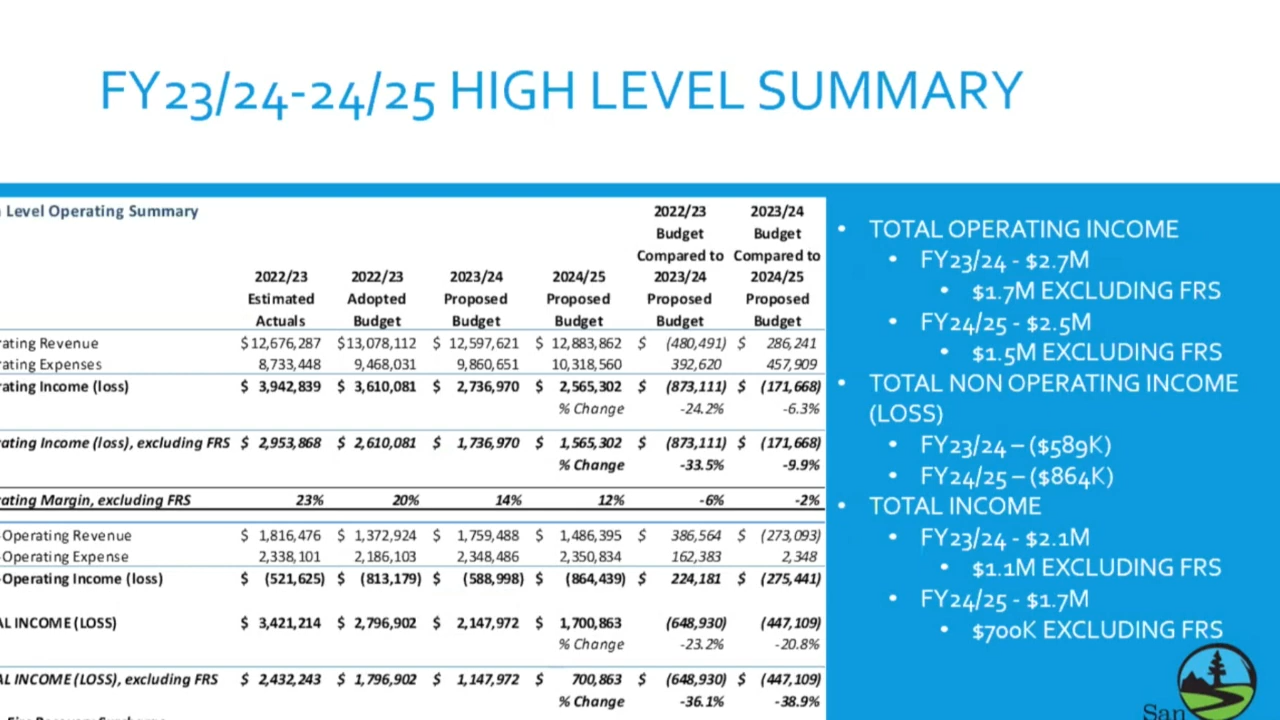 FY23/24-24/25 HIGH LEVEL SUMMARY
Level Operating Summary
2022/23 2023/24
Budget Budget
Compared to Compared to
2022/23 2022/23 2023/24 2024/25 2023/24 2024/25
Estimated Adopted Proposed Proposed Proposed Proposed
Actuals Budget Budget Budget Budget Budget
ating Revenue $ 12,676,287 $ 13,078,112 $ 12,597,621 $ 12,883,862 $ (480,491) $ 286,241
ating Expenses 8,733,448 9,468,031 9,860,651 10,318,560 392,620 457,909
ating Income (loss) $ 3,942,839 $ 3,610,081 $ 2,736,970 $ 2,565,302 $ (873,111) $ (171,668)
% Change -24.2% -6.3%
ating Income (loss), excluding FRS $ 2,953,868 $ 2,610,081 $ 1,736,970 $ 1,565,302 $ (873,111) $ (171,668)
% Change -33.5% -9.9%
ating Margin, excluding FRS 23% 20% 14% 12% -6% -2%
-Operating Revenue $ 1,816,476 $ 1,372,924 $ 1,759,488 $ 1,486,395 $ 386,564 $ (273,093)
-Operating Expense 2,338,101 2,186,103 2,348,486 2,350,834 162,383 2,348
-Operating Income (loss) $ (521,625) $ (813,179) $ (588,998) $ (864,439) $ 224,181 $ (275,441)
AL INCOME (LOSS) $ 3,421,214 $ 2,796,902 $ 2,147,972 $ 1,700,863 (648,930) (447,109)
% Change -23.2% -20.8%
AL INCOME (LOSS), excluding FRS $ 2,432,243 $ 1,796,902 $ 1,147,972 $ 700,863 $ (648,930) $ (447,109)
% Change -36.1% -38.9%
• TOTAL OPERATING INCOME
• FY23/24 - $2.7M
• $1.7M EXCLUDING FRS
• FY24/25 - $2.5M
• $1.5M EXCLUDING FRS
• TOTAL NON OPERATING INCOME
(LOSS)
• FY23/24 – ($589K)
• FY24/25 – ($864K)
• TOTAL INCOME
• FY23/24 - $2.1M
• $1.1M EXCLUDING FRS
• FY24/25 - $1.7M
• $700K EXCLUDING FRS
San